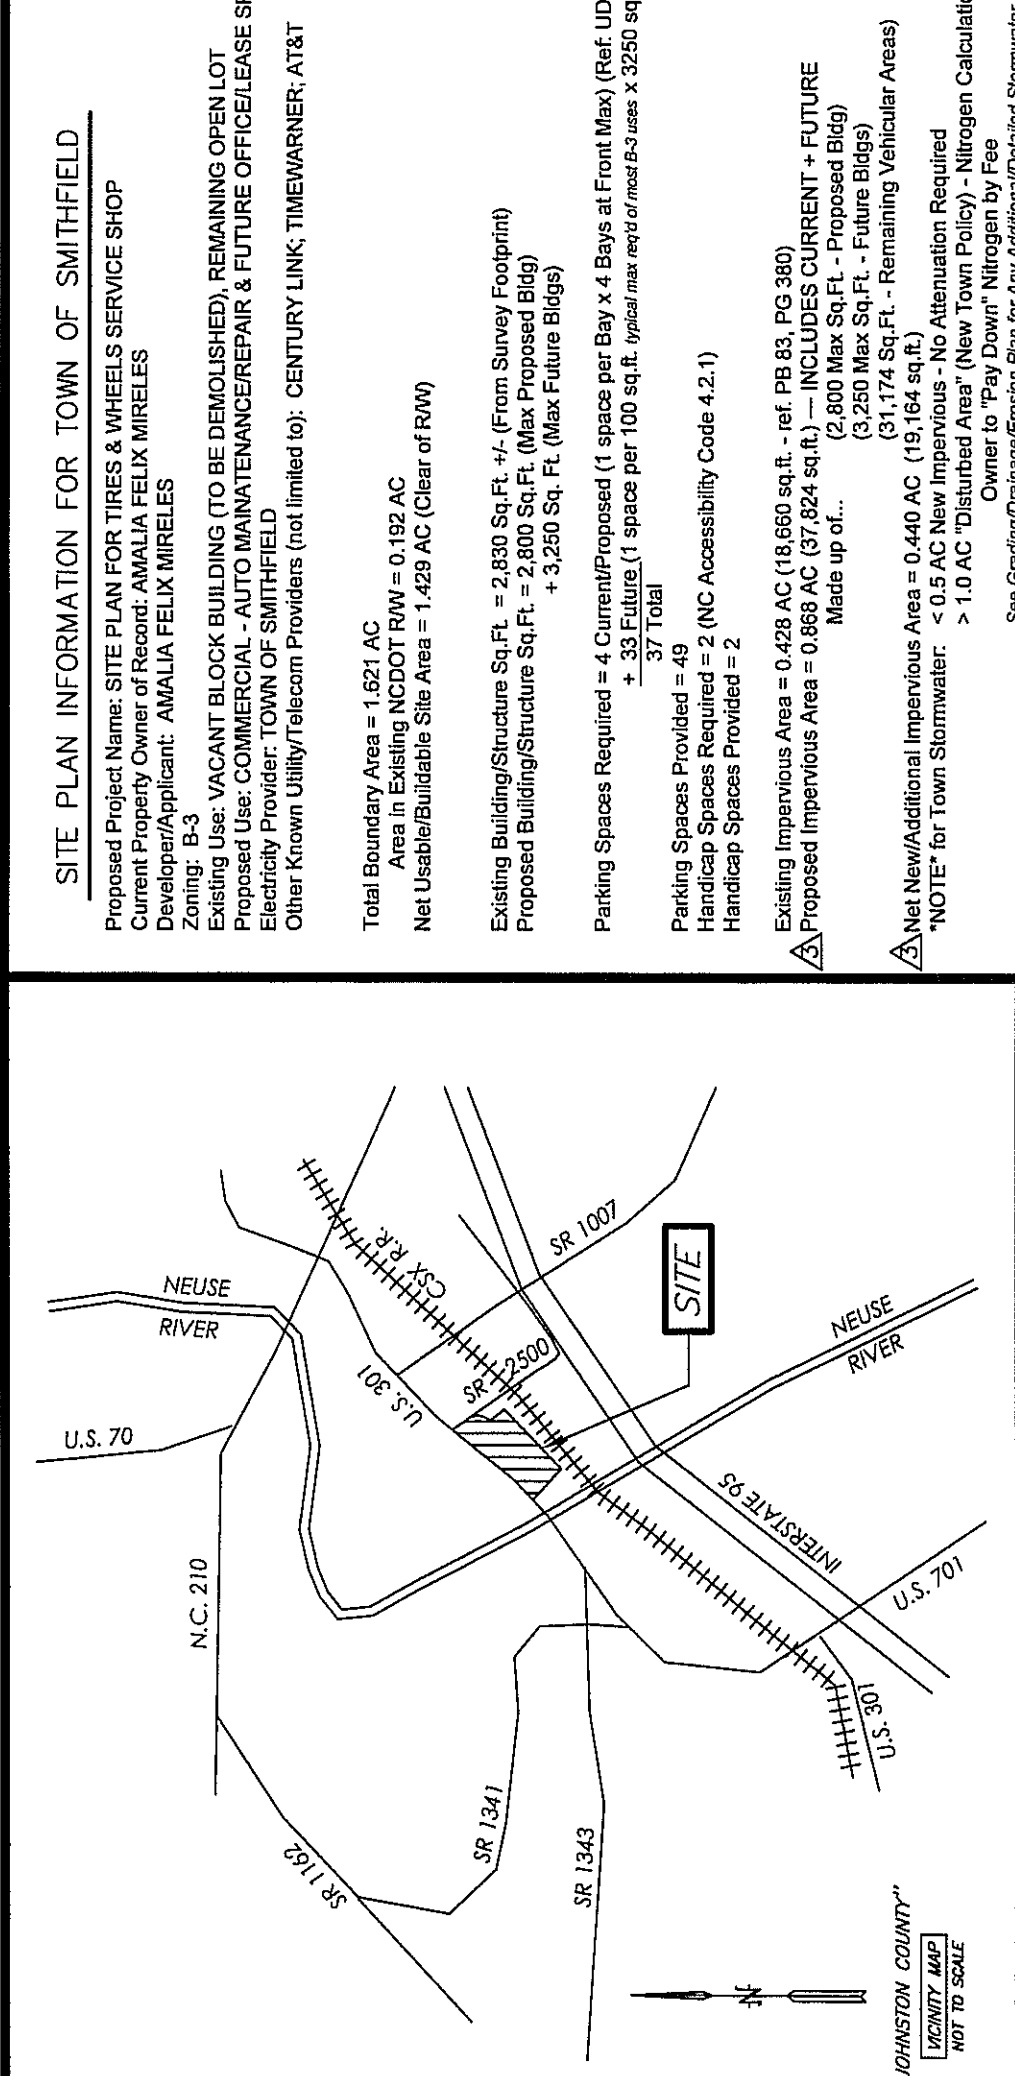 SITE PLAN INFORMATION FOR TOWN OF SMITHFIELD
Proposed Project Name: SITE PLAN FOR TIRES & WHEELS SERVICE SHOP
Current Property Owner of Record: AMALIA FELIX MIRELES
Developer/Applicant: AMALIA FELIX MIRELES
Zoning: B-3
Existing Use: VACANT BLOCK BUILDING (TO BE DEMOLISHED), REMAINING OPEN LOT
Proposed Use: COMMERCIAL - AUTO MAINATENANCE/REPAIR & FUTURE OFFICE/LEASE
Electricity Provider: TOWN OF SMITHFIELD
Other Known Utility/Telecom Providers (not limited to): CENTURY LINK; TIMEWARNER; AT&T
Total Boundary Area = 1.621 AC
Area in Existing NCDOT R/W = 0.192 AC
Net Usable/Buildable Site Area = 1.429 AC (Clear of R/W)
Existing Building/Structure Sq.Ft. = 2,830 Sq.Ft. +/- (From Survey Footprint)
Proposed Building/Structure Sq.Ft. = 2,800 Sq.Ft. (Max Proposed Bldg)
+ 3,250 Sq. Ft. (Max Future Bldgs)
Parking Spaces Required = 4 Current/Proposed (1 space per Bay x 4 Bays at Front Max) (Ref: UD
+ 33 Future (1 space per 100 sq.ft. typical max req'd of most B-3 uses X 3250 sq
37 Total
Parking Spaces Provided = 49
Handicap Spaces Required = 2 (NC Accessibility Code 4.2.1)
Handicap Spaces Provided = 2
Existing Impervious Area = 0.428 AC (18,660 sq.ft. - ref. PB 83, PG 380)
3 Proposed Impervious Area = 0.868 AC (37,824 sq.ft.) — INCLUDES CURRENT + FUTURE
Made up of... (2,800 Max Sq.Ft. - Proposed Bldg)
(3,250 Max Sq.Ft. - Future Bldgs)
(31,174 Sq.Ft. - Remaining Vehicular Areas)
3 Net New/Additional Impervious Area = 0.440 AC (19,164 sq.ft.)
*NOTE* for Town Stormwater: < 0.5 AC New Impervious - No Attenuation Required
> 1.0 AC "Disturbed Area" (New Town Policy) - Nitrogen Calculatio
Owner to "Pay Down" Nitrogen by Fee
See Grading/Drainage/Erosion Plan for Any Additional/Detailed Stormwater
NEUSE
RIVER
U.S. 70
N.C. 210
CSX R.R.
U.S. 301
SR 2500
SR 1007
SITE
NEUSE
RIVER
INTERSTATE 95
U.S. 701
U.S. 301
SR 1162
SR 1341
SR 1343
N
JOHNSTON COUNTY"
VICINITY MAP
NOT TO SCALE